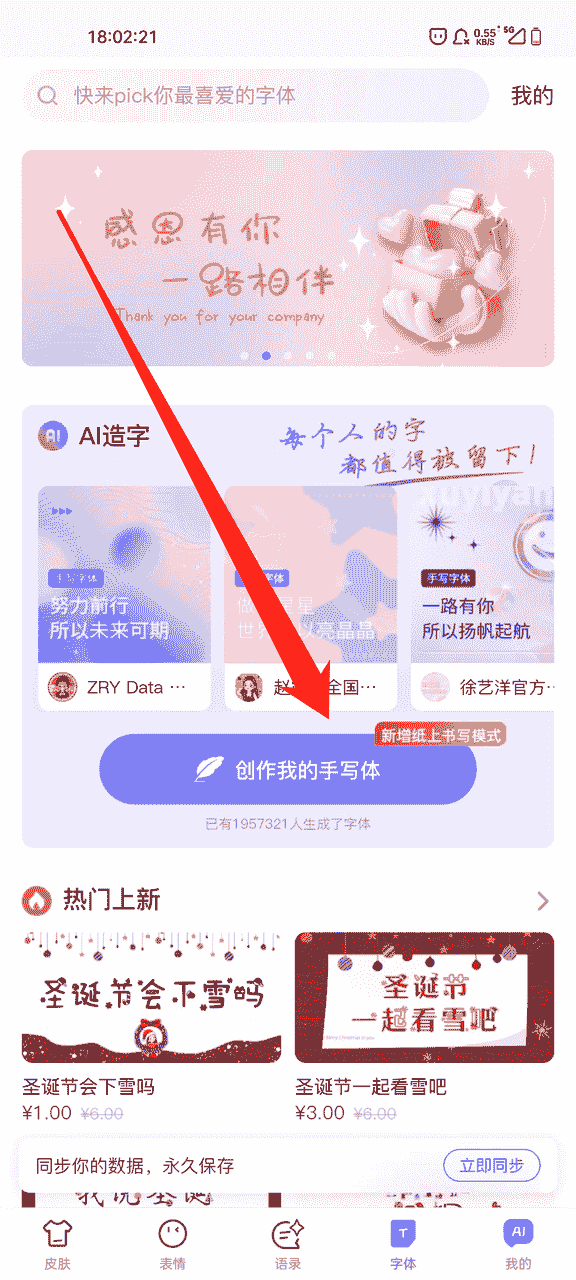 18:02:21
0.55 KB/S 5G
快来pick你最喜爱的字体
我的
感恩有你
一路相伴
Thank you for your company
AI造字
每个人的字
都值得被留下!
手写字体
努力前行
所以未来可期
ZRY Data ···
手写字体
一路有你
所以扬帆起航
徐艺洋官方···
新增纸上书写模式
创作我的手写体
已有1957321人生成了字体
热门上新
圣诞节会下雪吗
圣诞节
一起看雪吧
圣诞节会下雪吗
¥1.00 ¥6.00
圣诞节一起看雪吧
¥3.00 ¥6.00
同步你的数据，永久保存
立即同步
皮肤
表情
语录
字体
AI
我的